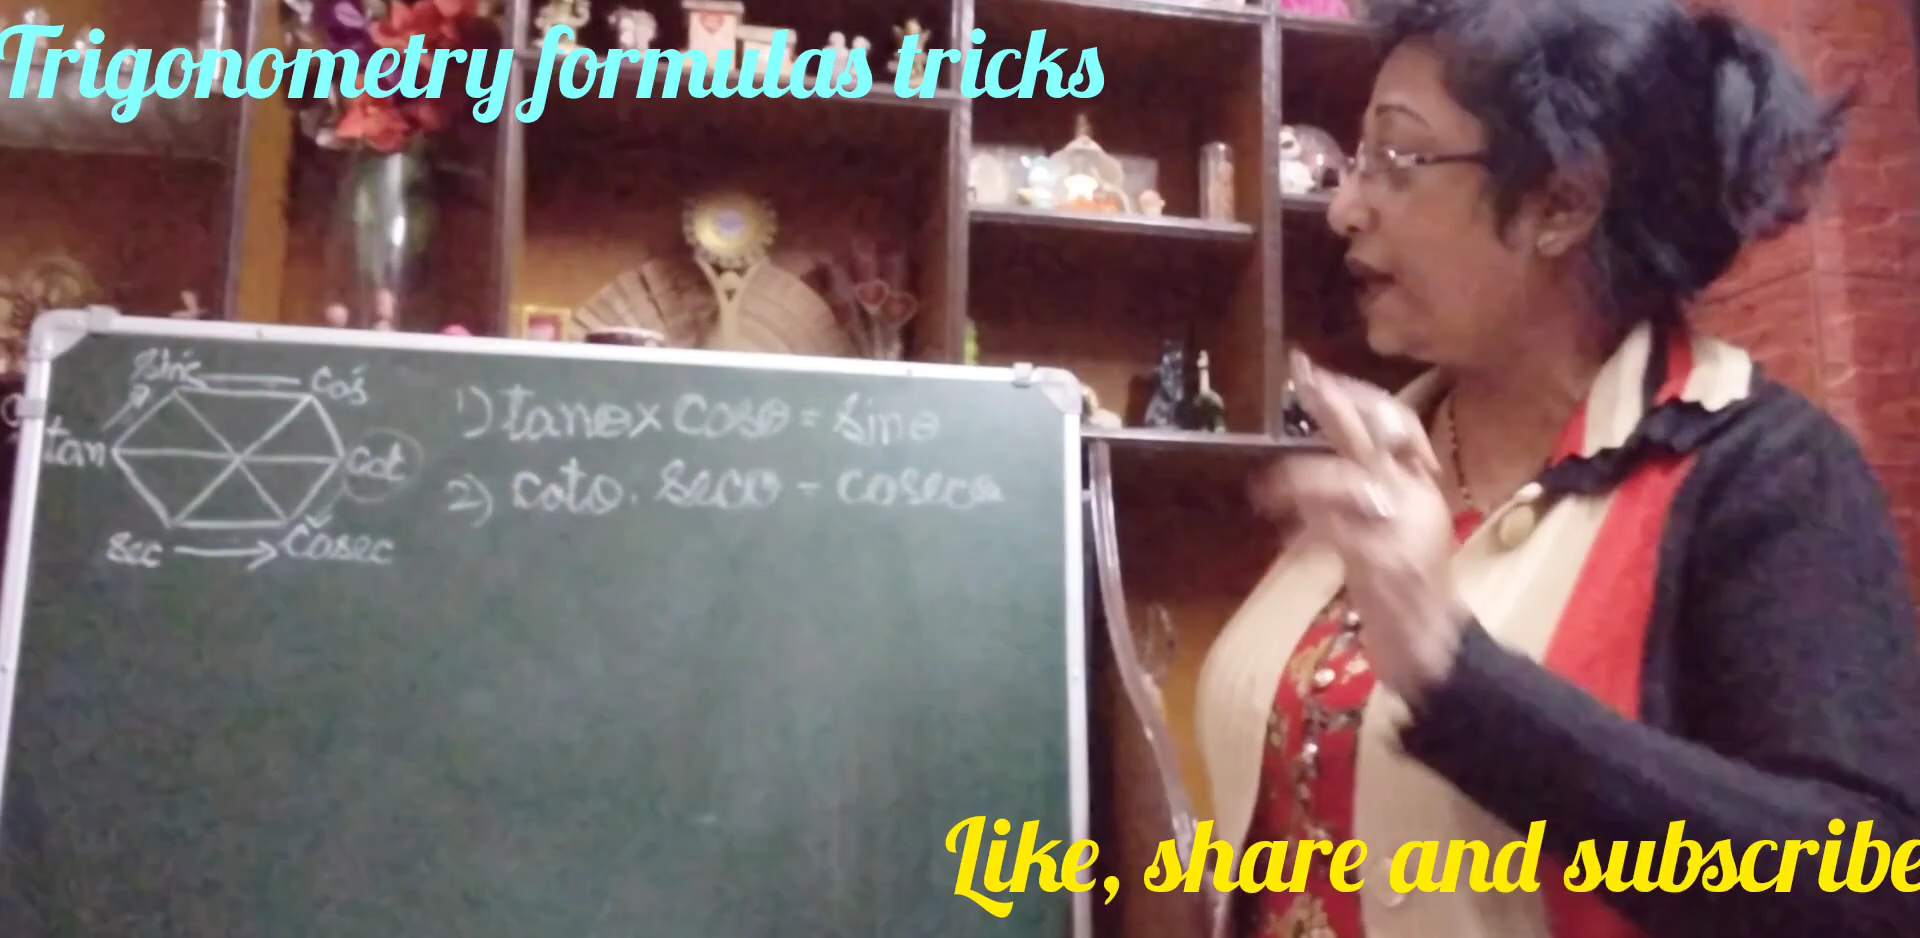 Trigonometry formulas tricks
sin cos
tan cot
sec cosec
1) tanθ × cosθ = sinθ
2) cotθ . secθ = cosecθ
Like, share and subscribe